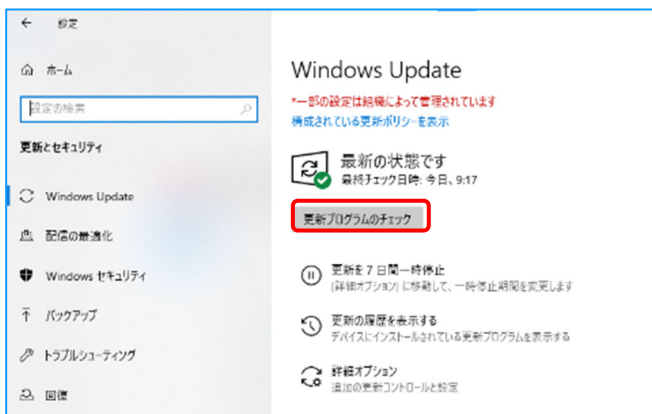 ← 設定
ホーム
設定の検索
更新とセキュリティ
Windows Update
配信の最適化
Windows セキュリティ
バックアップ
トラブルシューティング
回復
Windows Update
*一部の設定は組織によって管理されています
構成されている更新ポリシーを表示
最新の状態です
最終チェック日時: 今日、9:17
更新プログラムのチェック
更新を 7 日間一時停止
[詳細オプション] に移動して、一時停止期間を変更します
更新の履歴を表示する
デバイスにインストールされている更新プログラムを表示する
詳細オプション
追加の更新コントロールと設定